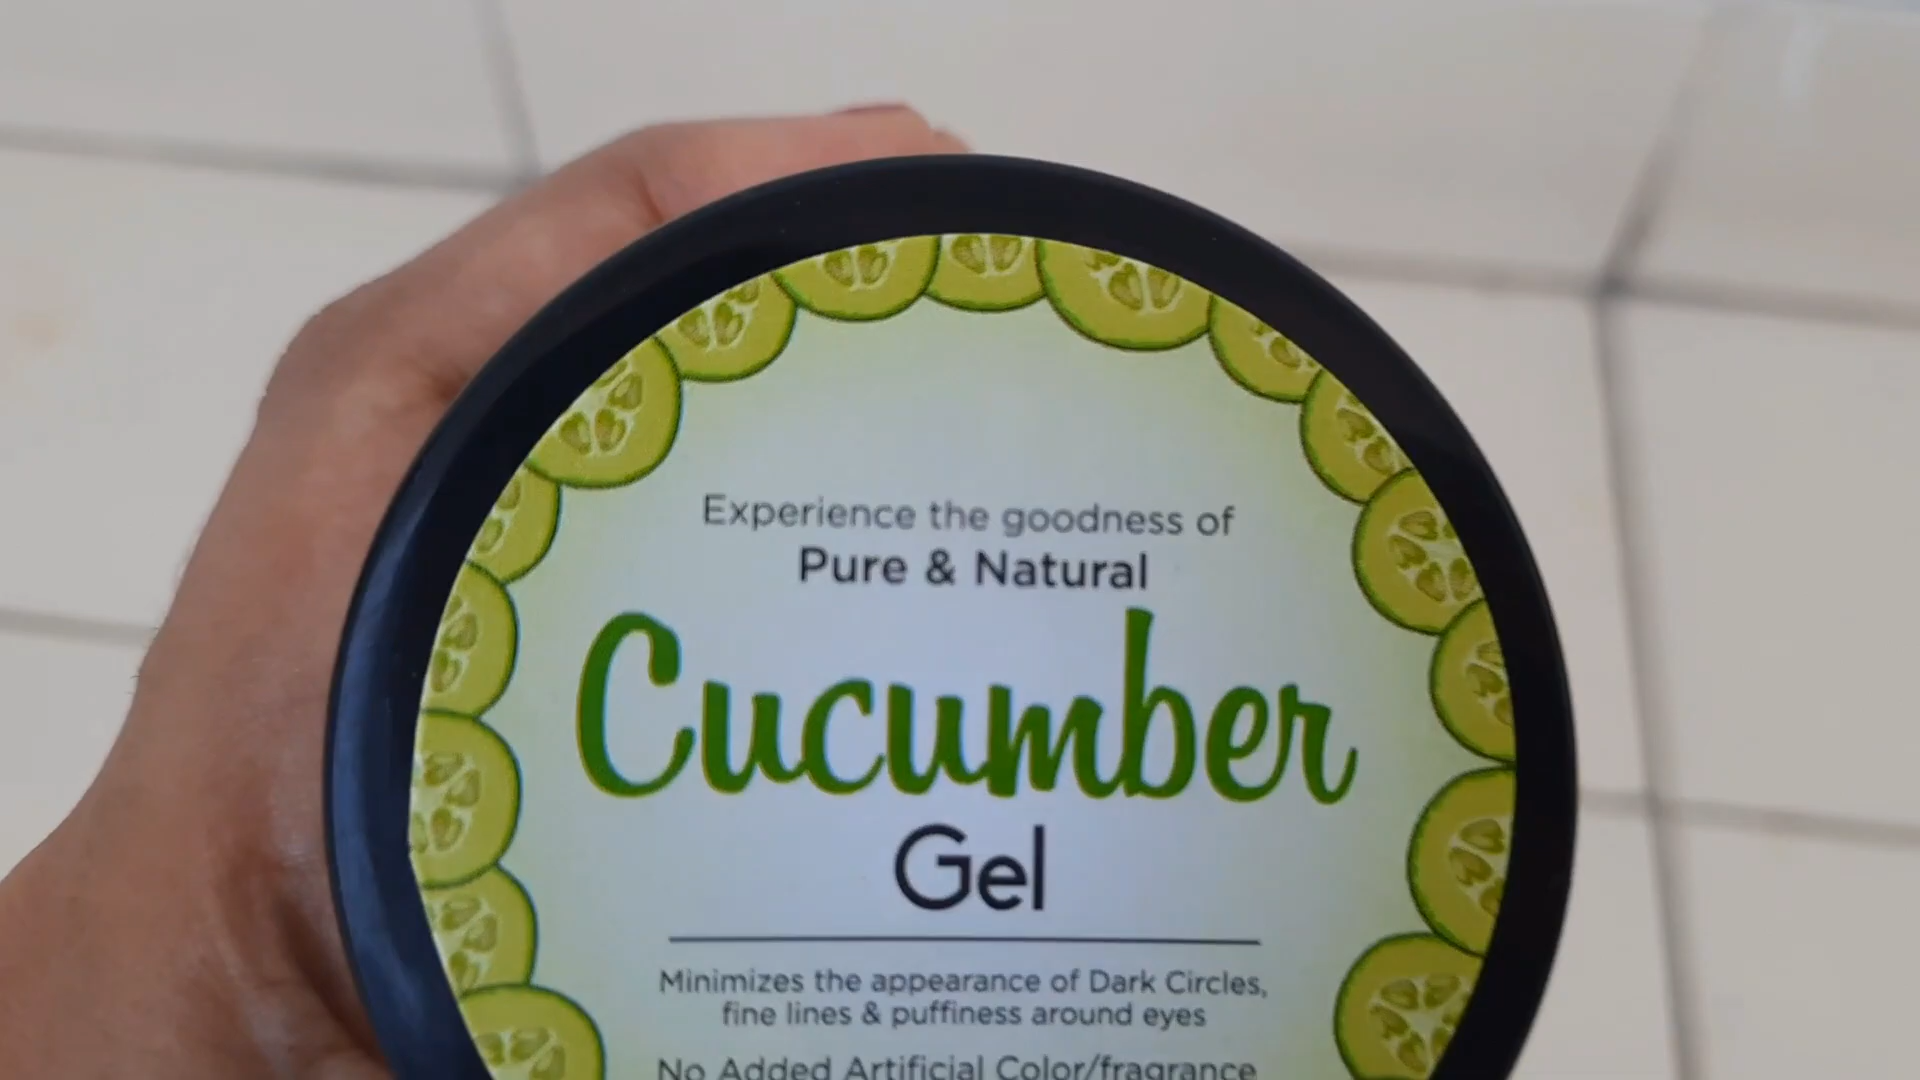 Experience the goodness of
Pure & Natural
Cucumber
Gel
Minimizes the appearance of Dark Circles,
fine lines & puffiness around eyes
No Added Artificial Color/fragrance